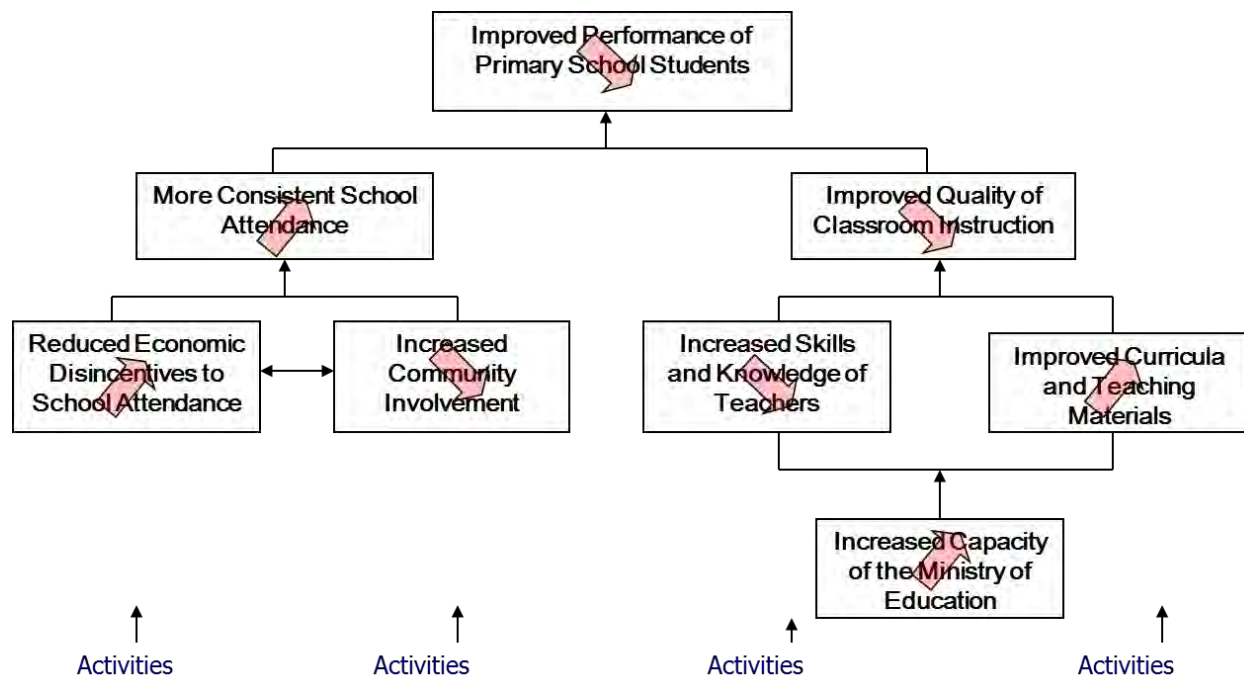 Improved Performance of
Primary School Students
More Consistent School
Attendance
Improved Quality of
Classroom Instruction
Reduced Economic
Disincentives to
School Attendance
Increased
Community
Involvement
Increased Skills
and Knowledge of
Teachers
Improved Curricula
and Teaching
Materials
Increased Capacity
of the Ministry of
Education
Activities
Activities
Activities
Activities